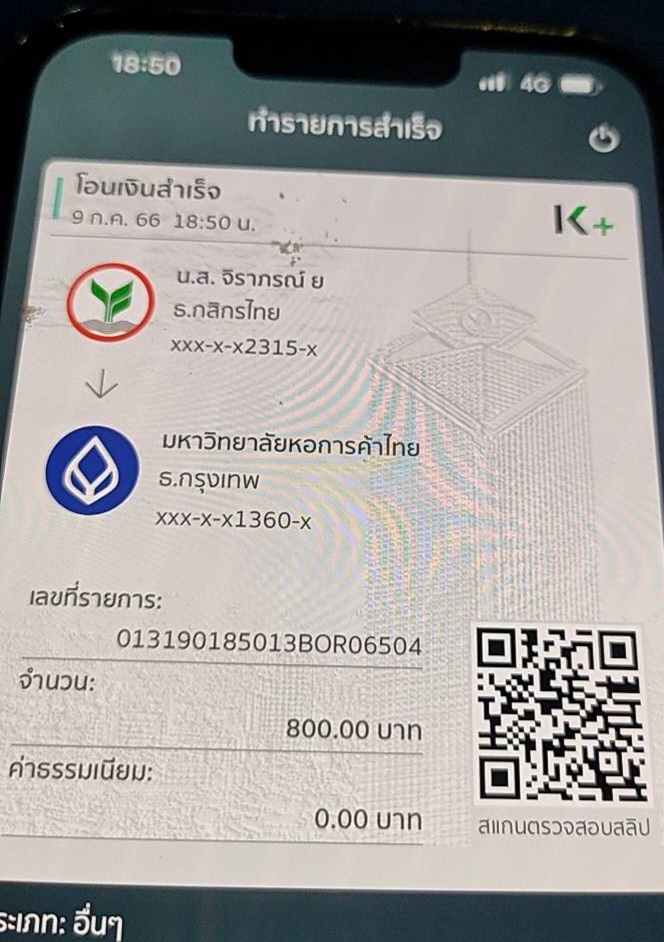 18:50
4G
ทำรายการสำเร็จ
โอนเงินสำเร็จ
9 ก.ค. 66 18:50 น.
K+
น.ส. จิราภรณ์ ย
ธ.กสิกรไทย
xxx-x-x2315-x
มหาวิทยาลัยหอการค้าไทย
ธ.กรุงเทพ
xxx-x-x1360-x
เลขที่รายการ:
013190185013BOR06504
จำนวน:
800.00 บาท
ค่าธรรมเนียม:
0.00 บาท
สแกนตรวจสอบสลิป
ระเภท: อื่นๆ